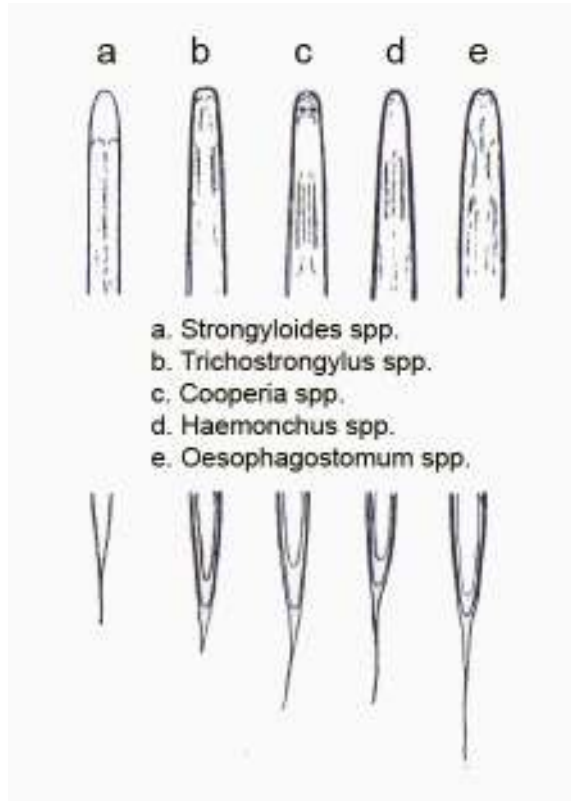 a b c d e
a. Strongyloides spp.
b. Trichostrongylus spp.
c. Cooperia spp.
d. Haemonchus spp.
e. Oesophagostomum spp.